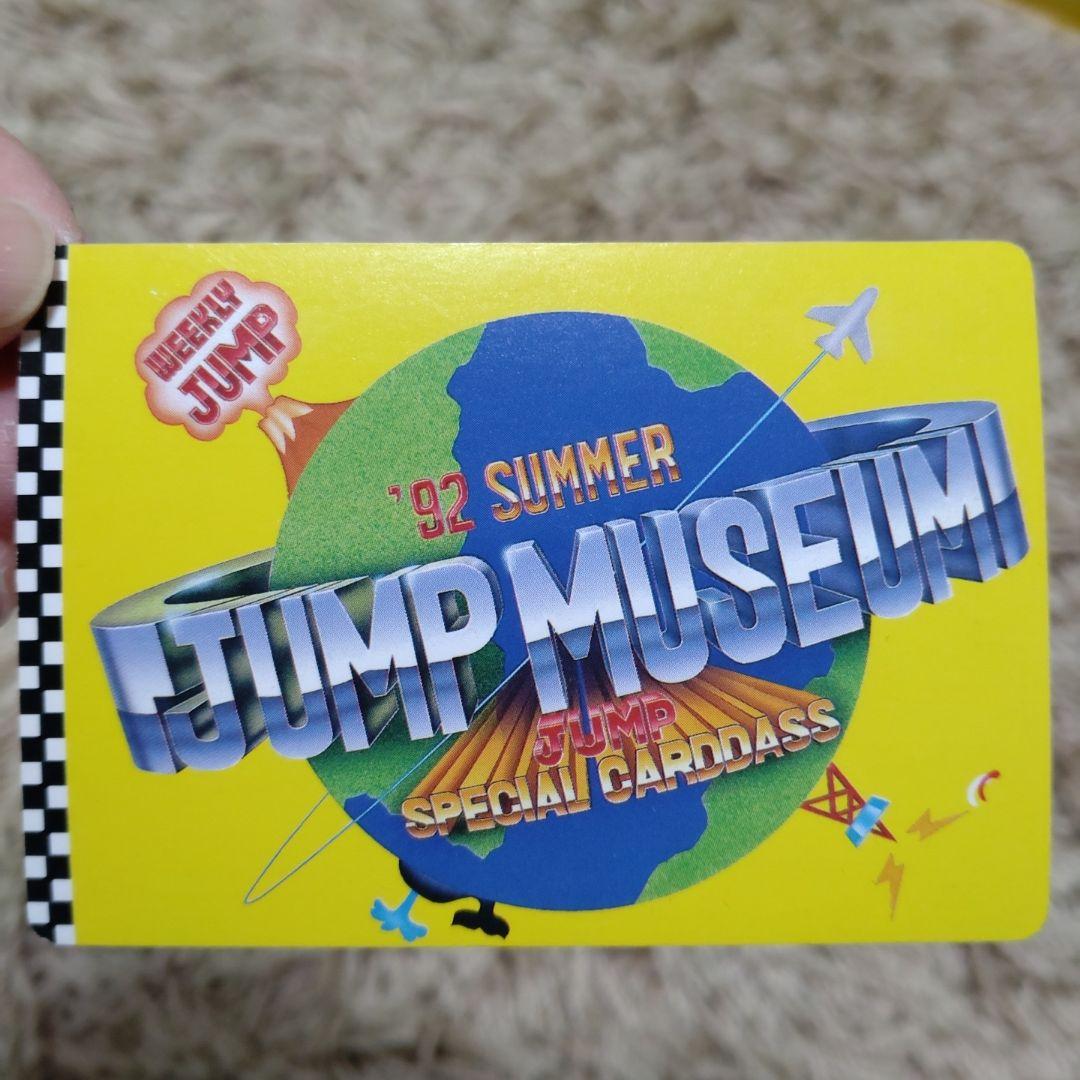 WEEKLY
JUMP
'92 SUMMER
JUMP MUSEUM
JUMP
SPECIAL CARDDASS